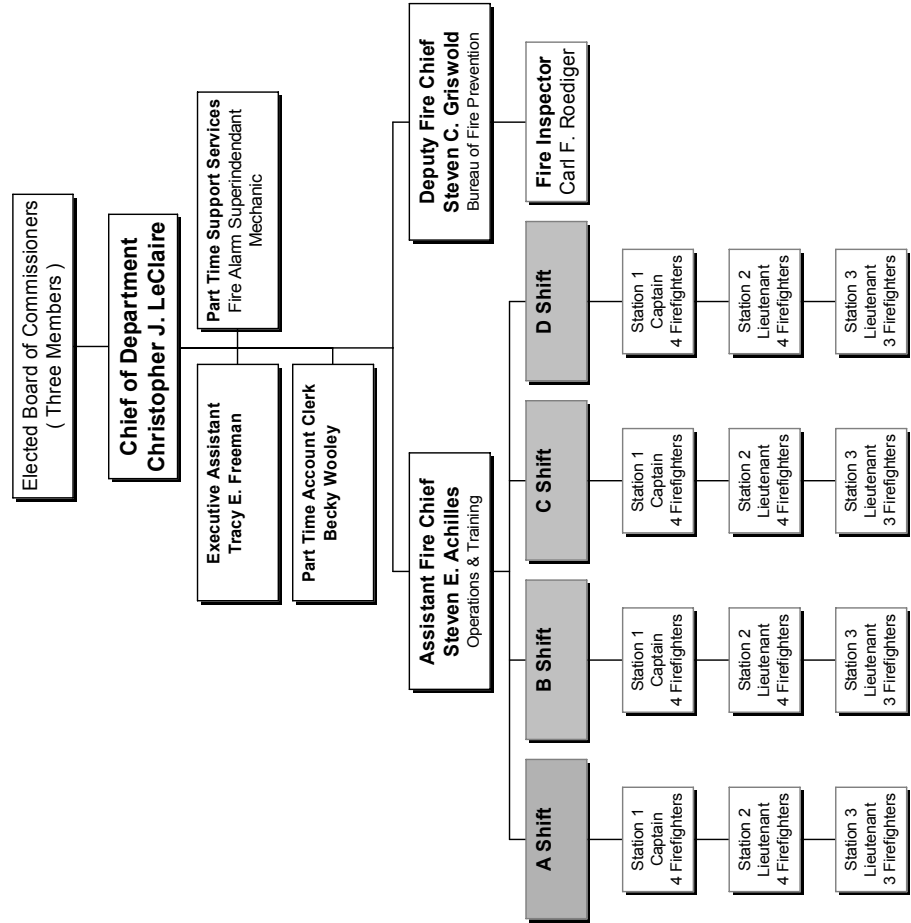 Elected Board of Commissioners
( Three Members )
Chief of Department
Christopher J. LeClaire
Executive Assistant
Tracy E. Freeman
Part Time Support Services
Fire Alarm Superindendant
Mechanic
Part Time Account Clerk
Becky Wooley
Assistant Fire Chief
Steven E. Achilles
Operations & Training
Deputy Fire Chief
Steven C. Griswold
Bureau of Fire Prevention
Fire Inspector
Carl F. Roediger
A Shift
Station 1
Captain
4 Firefighters
Station 2
Lieutenant
4 Firefighters
Station 3
Lieutenant
3 Firefighters
B Shift
Station 1
Captain
4 Firefighters
Station 2
Lieutenant
4 Firefighters
Station 3
Lieutenant
3 Firefighters
C Shift
Station 1
Captain
4 Firefighters
Station 2
Lieutenant
4 Firefighters
Station 3
Lieutenant
3 Firefighters
D Shift
Station 1
Captain
4 Firefighters
Station 2
Lieutenant
4 Firefighters
Station 3
Lieutenant
3 Firefighters